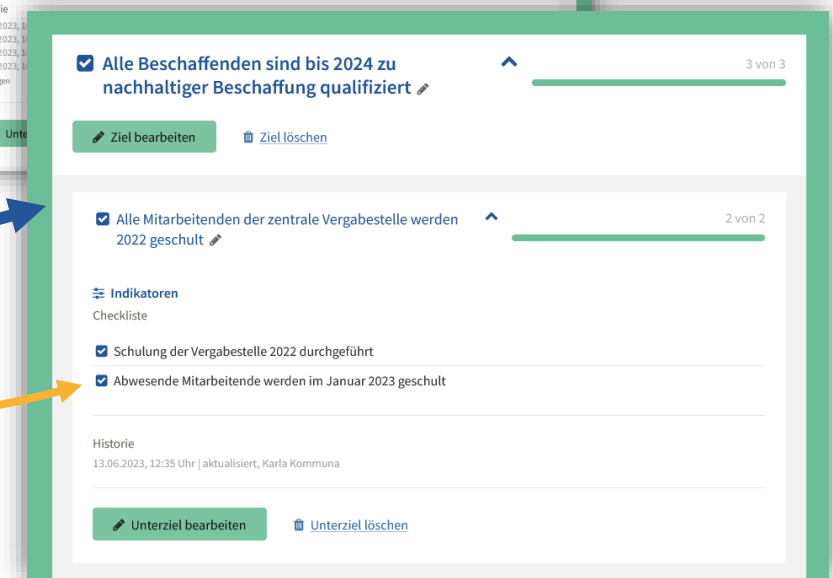 Alle Beschaffenden sind bis 2024 zu
nachhaltiger Beschaffung qualifiziert
3 von 3
Ziel bearbeiten
Ziel löschen
Alle Mitarbeitenden der zentrale Vergabestelle werden
2022 geschult
2 von 2
Indikatoren
Checkliste
Schulung der Vergabestelle 2022 durchgeführt
Abwesende Mitarbeitende werden im Januar 2023 geschult
Historie
13.06.2023, 12:35 Uhr | aktualisiert, Karla Kommuna
Unterziel bearbeiten
Unterziel löschen